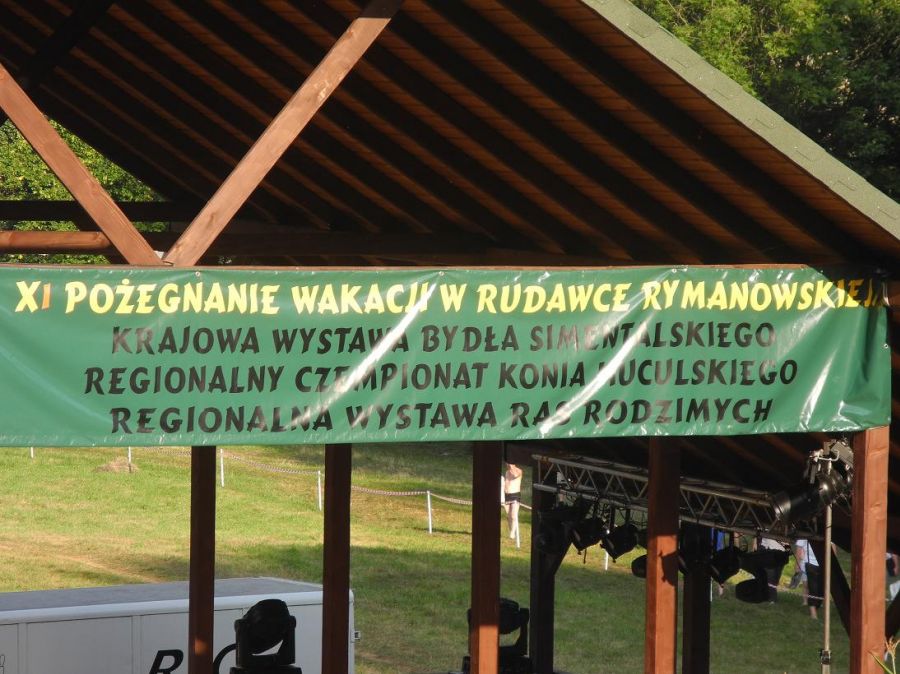 XI POŻEGNANIE WAKACJI W RUDAWCE RYMANOWSKIEJ
KRAJOWA WYSTAWA BYDŁA SIMENTALSKIEGO
REGIONALNY CZEMPIONAT KONIA HUCULSKIEGO
REGIONALNA WYSTAWA RAS RODZIMYCH